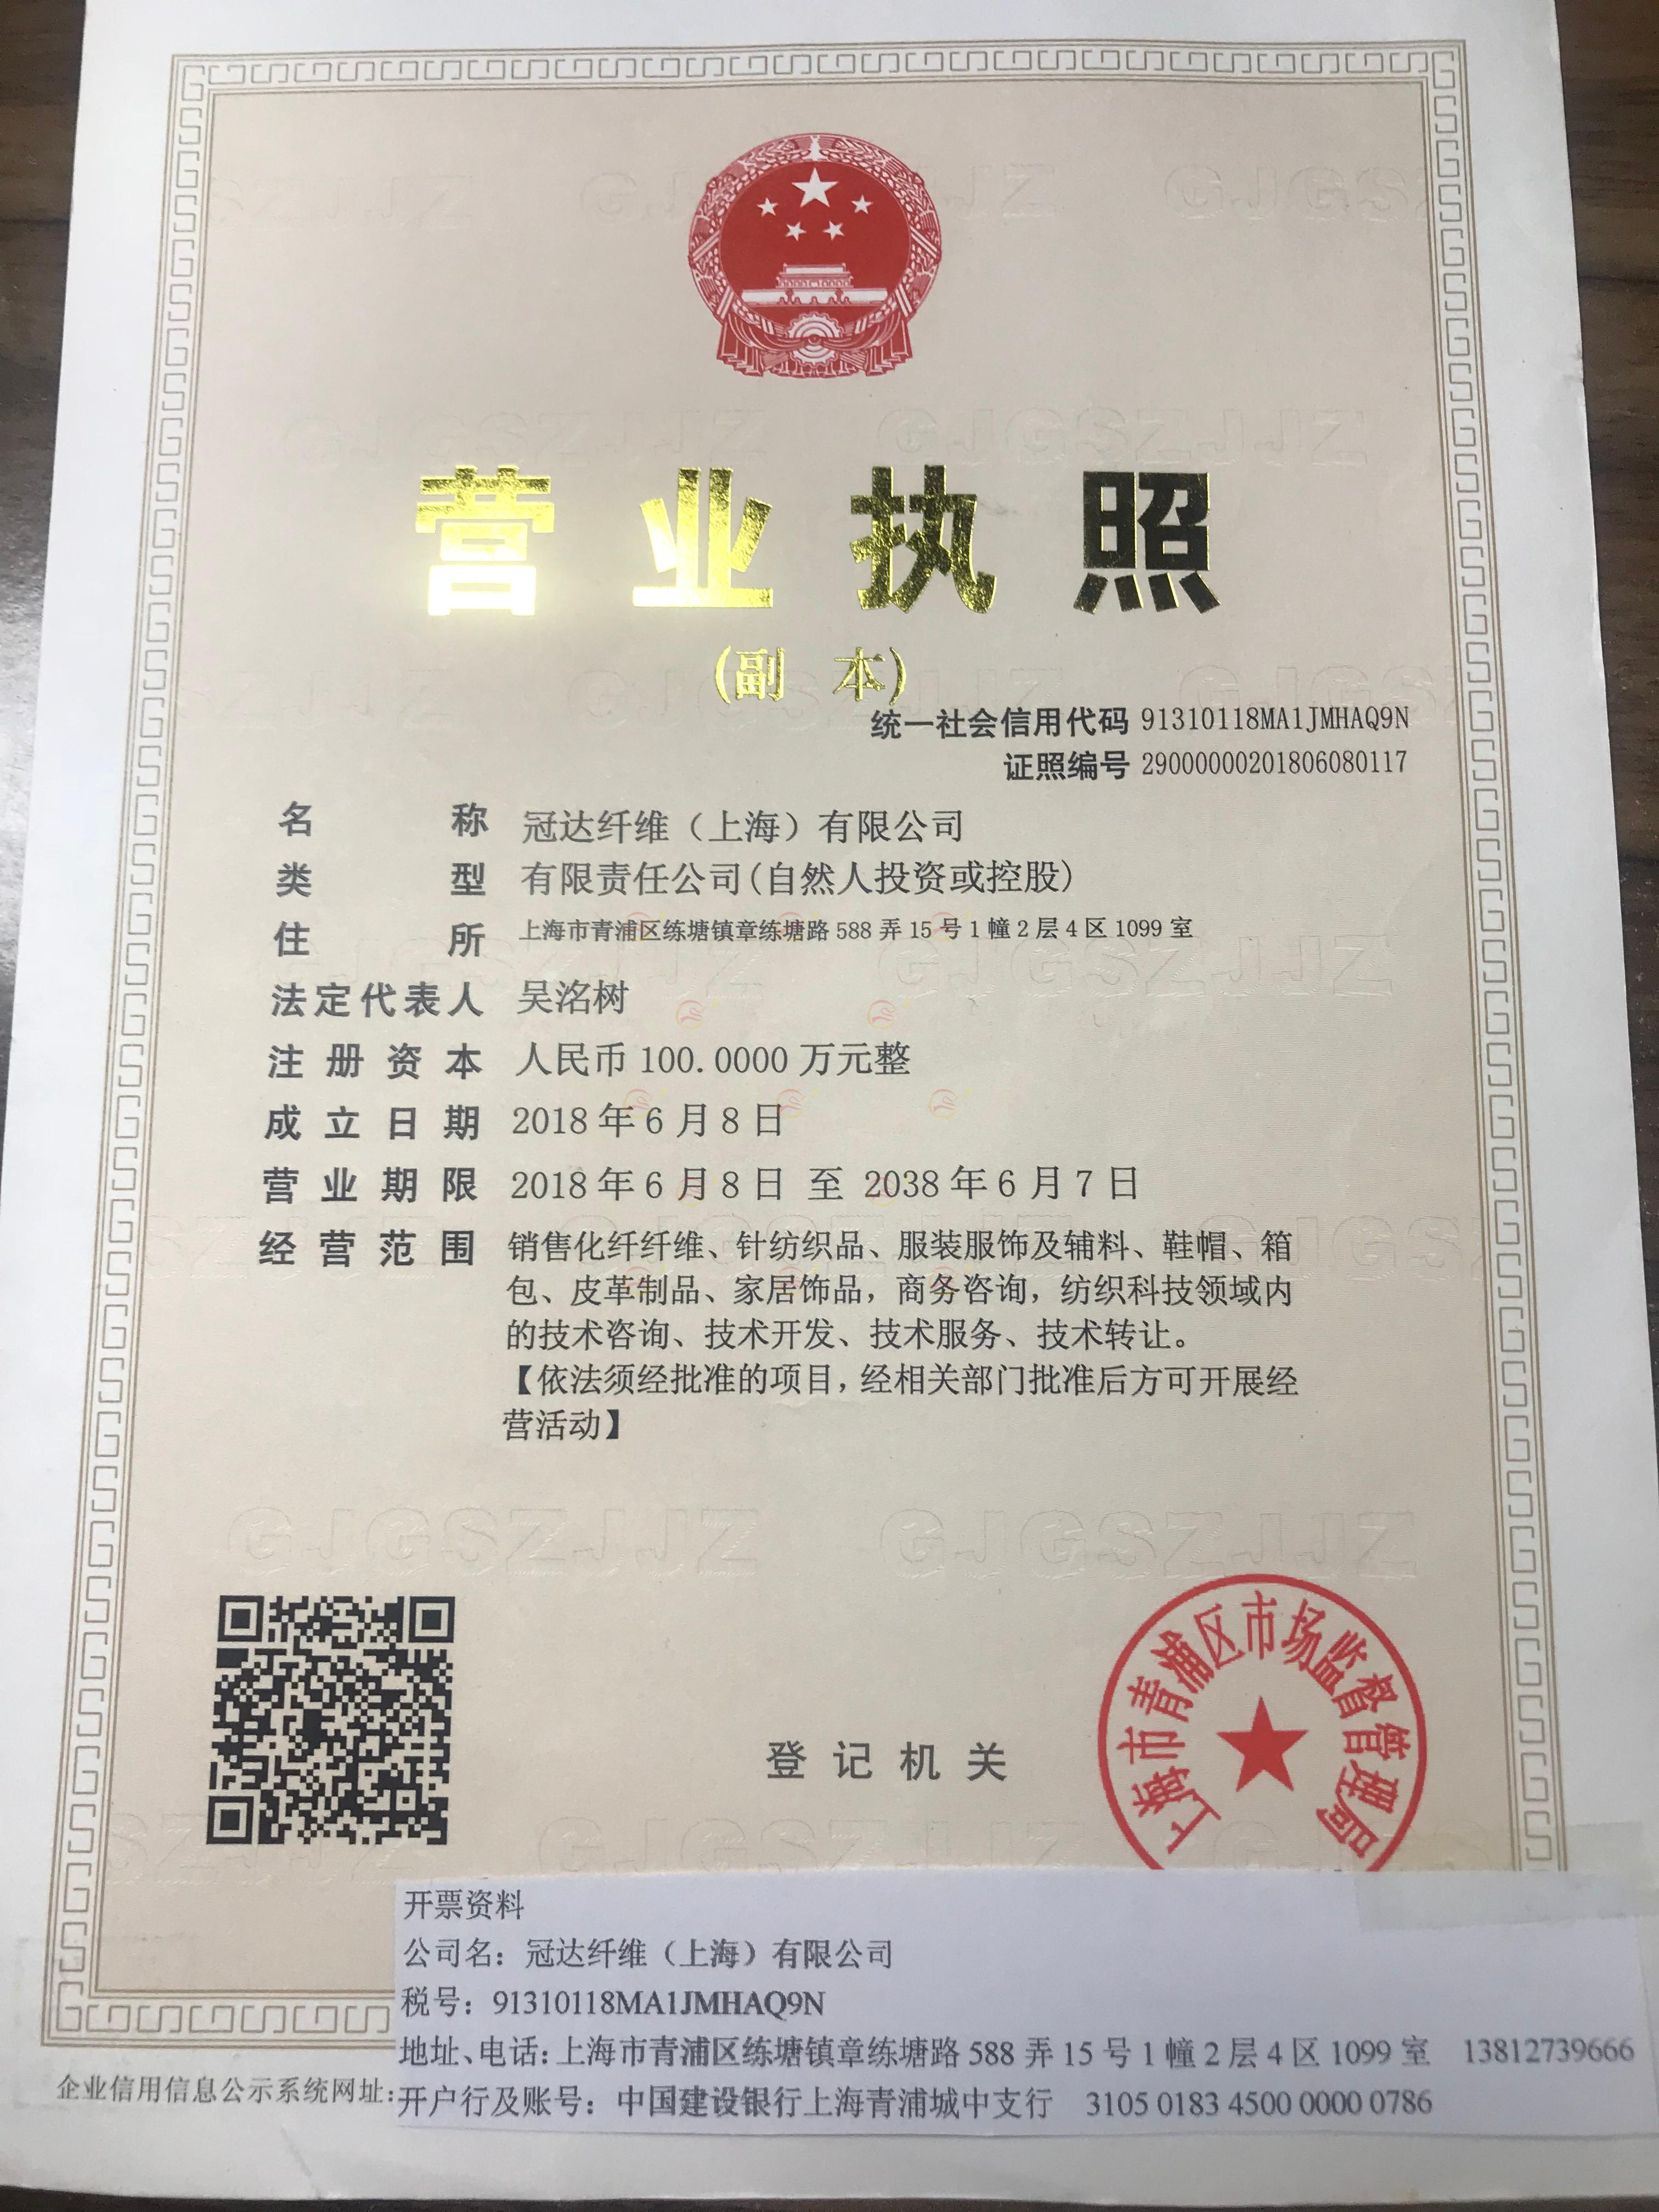 营业执照
(副 本)
统一社会信用代码 91310118MA1JMHAQ9N
证照编号 29000000201806080117
名称 冠达纤维（上海）有限公司
类型 有限责任公司(自然人投资或控股)
住所 上海市青浦区练塘镇章练塘路 588 弄 15 号 1 幢 2 层 4 区 1099 室
法定代表人 吴洺树
注册资本 人民币 100.0000 万元整
成立日期 2018 年 6 月 8 日
营业期限 2018 年 6 月 8 日 至 2038 年 6 月 7 日
经营范围 销售化纤纤维、针纺织品、服装服饰及辅料、鞋帽、箱
包、皮革制品、家居饰品，商务咨询，纺织科技领域内
的技术咨询、技术开发、技术服务、技术转让。
【依法须经批准的项目，经相关部门批准后方可开展经
营活动】
登记机关
上海市青浦区市场监督管理局
开票资料
公司名：冠达纤维（上海）有限公司
税号：91310118MA1JMHAQ9N
地址、电话：上海市青浦区练塘镇章练塘路 588 弄 15 号 1 幢 2 层 4 区 1099 室 13812739666
企业信用信息公示系统网址:
开户行及账号：中国建设银行上海青浦城中支行 3105 0183 4500 0000 0786
GJGSZJJZ